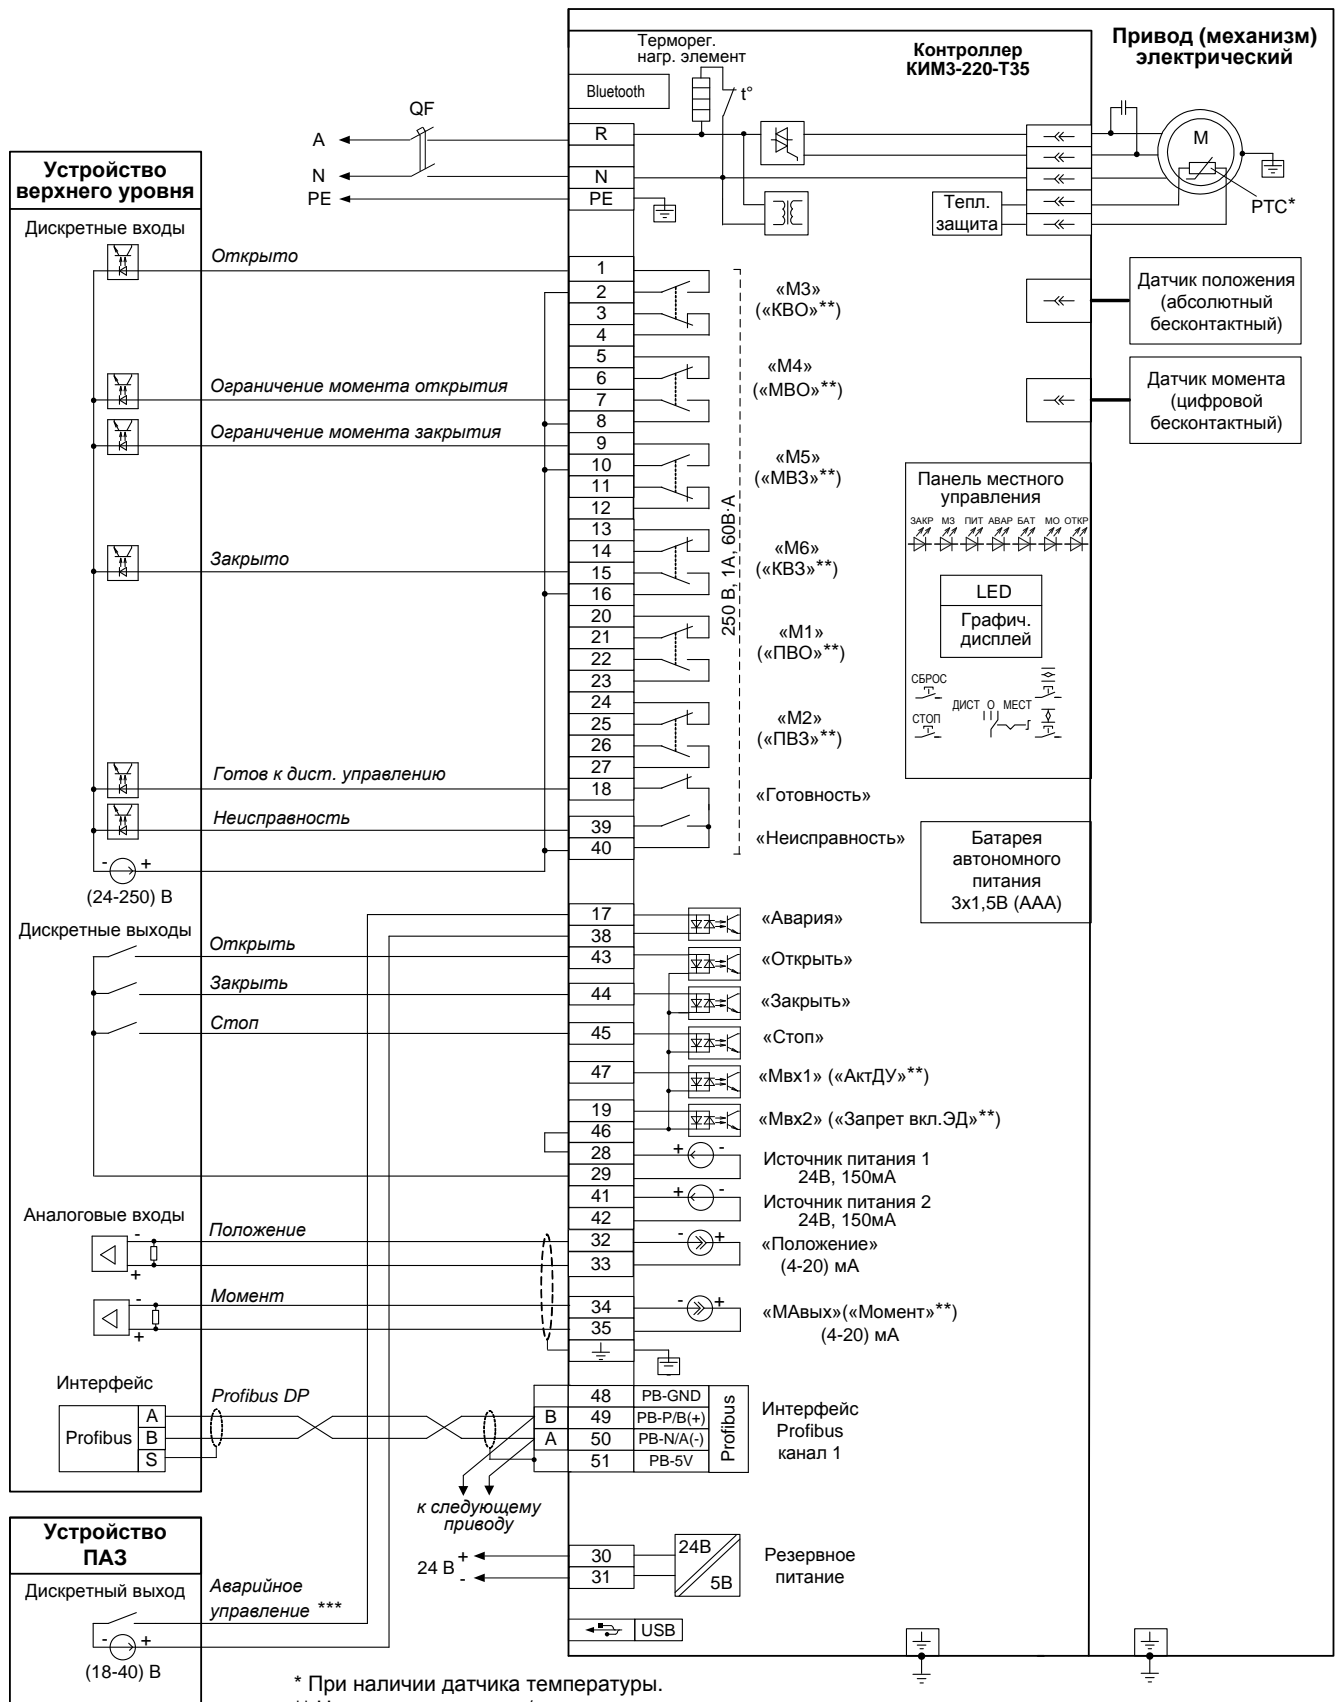 Привод (механизм)
электрический
Контроллер
КИМ3-220-Т35
Терморег.
нагр. элемент
Bluetooth
t°
QF
A
N
PE
R
N
PE
M
PTC*
Тепл.
защита
Устройство
верхнего уровня
Дискретные входы
Открыто
Ограничение момента открытия
Ограничение момента закрытия
Закрыто
Готов к дист. управлению
Неисправность
- +
(24-250) В
1
2
3
4
5
6
7
8
9
10
11
12
13
14
15
16
20
21
22
23
24
25
26
27
18
39
40
250 В, 1А, 60В·А
«М3»
(«КВО»**)
«М4»
(«МВО»**)
«М5»
(«МВЗ»**)
«М6»
(«КВЗ»**)
«М1»
(«ПВО»**)
«М2»
(«ПВЗ»**)
«Готовность»
«Неисправность»
Датчик положения
(абсолютный
бесконтактный)
Датчик момента
(цифровой
бесконтактный)
Панель местного
управления
ЗАКР МЗ ПИТ АВАР БАТ МО ОТКР
LED
Графич.
дисплей
СБРОС
СТОП
ДИСТ О МЕСТ
Батарея
автономного
питания
3х1,5В (ААА)
Дискретные выходы
Открыть
Закрыть
Стоп
17
38
43
44
45
47
19
46
28
29
41
42
32
33
34
35
«Авария»
«Открыть»
«Закрыть»
«Стоп»
«Мвх1» («АктДУ»**)
«Мвх2» («Запрет вкл.ЭД»**)
+ -
Источник питания 1
24В, 150мА
+ -
Источник питания 2
24В, 150мА
- +
«Положение»
(4-20) мА
- +
«МАвых»(«Момент»**)
(4-20) мА
Аналоговые входы
-
+
Положение
-
+
Момент
Интерфейс
Profibus
A
B
S
Profibus DP
B
A
48 PB-GND
49 PB-P/B(+)
50 PB-N/A(-)
51 PB-5V
Profibus
Интерфейс
Profibus
канал 1
к следующему
приводу
24 В
+
-
30
31
24В
5В
Резервное
питание
USB
Устройство
ПАЗ
Дискретный выход
Аварийное
управление ***
- +
(18-40) В
* При наличии датчика температуры.